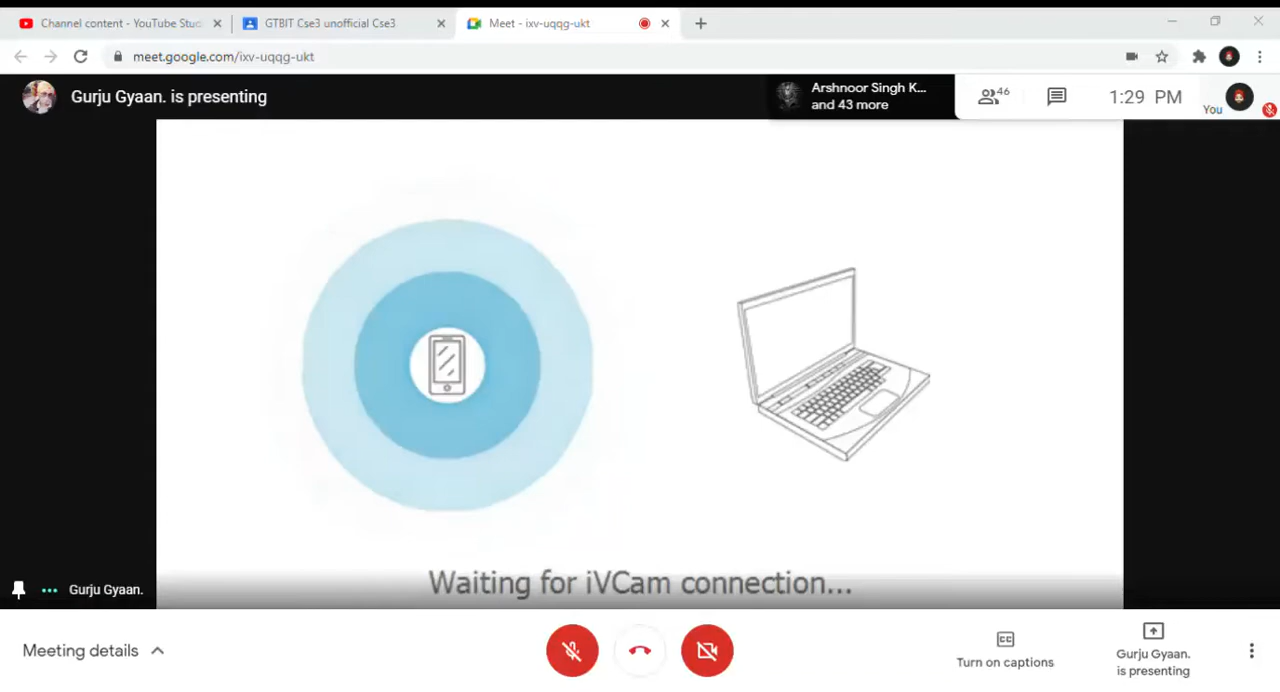 Channel content - YouTube Stud
GTBIT Cse3 unofficial Cse3
Meet - ixv-uqqg-ukt
meet.google.com/ixv-uqqg-ukt
Gurju Gyaan. is presenting
Arshnoor Singh K...
and 43 more
46
1:29 PM
You
Waiting for iVCam connection...
Gurju Gyaan.
Meeting details
CC
Turn on captions
Gurju Gyaan.
is presenting